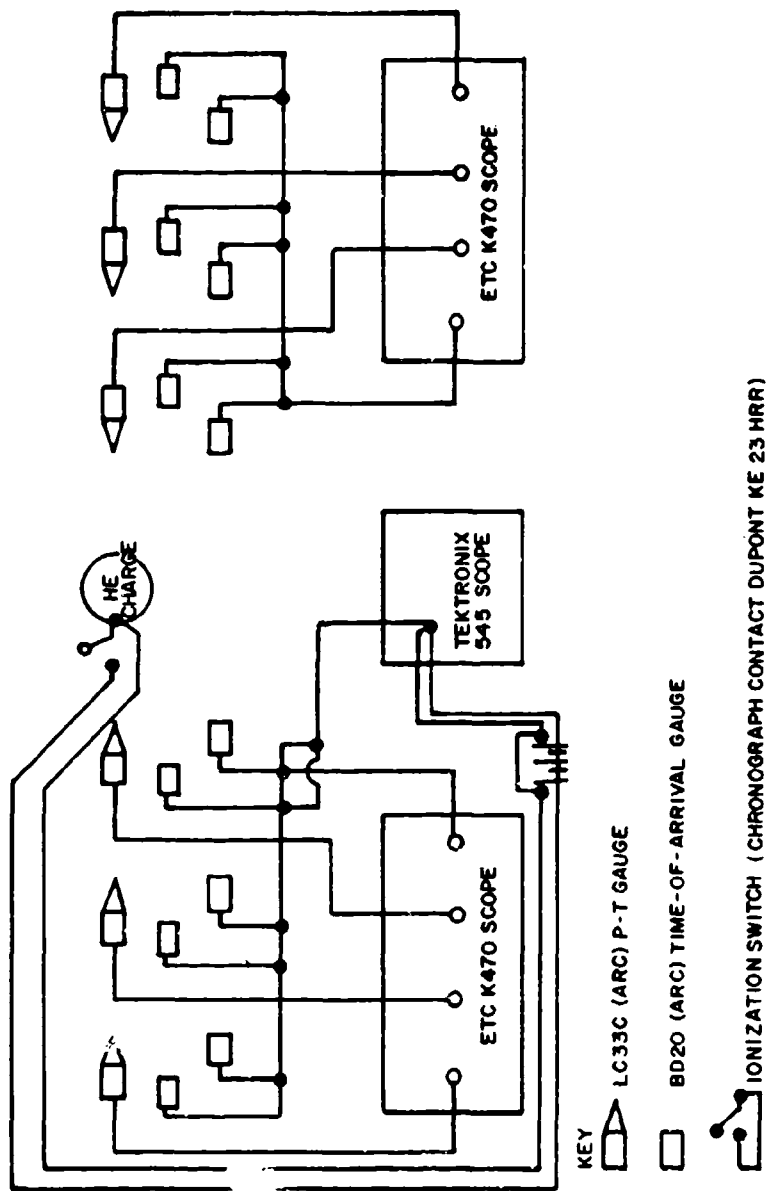 HE
CHARGE
ETC K470 SCOPE
TEKTRONIX
545 SCOPE
ETC K470 SCOPE
KEY
LC33C (ARC) P-T GAUGE
BD20 (ARC) TIME-OF-ARRIVAL GAUGE
IONIZATION SWITCH (CHRONOGRAPH CONTACT DUPONT KE 23 HRR)